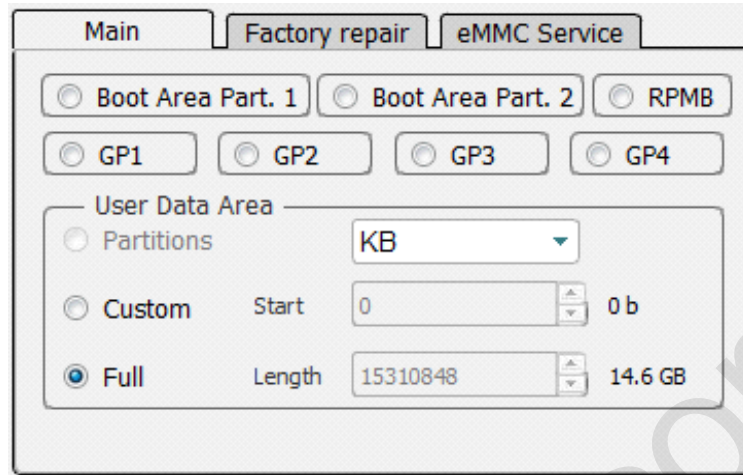 Main Factory repair eMMC Service
Boot Area Part. 1 Boot Area Part. 2 RPMB
GP1 GP2 GP3 GP4
User Data Area
Partitions KB
Custom Start 0 0 b
Full Length 15310848 14.6 GB